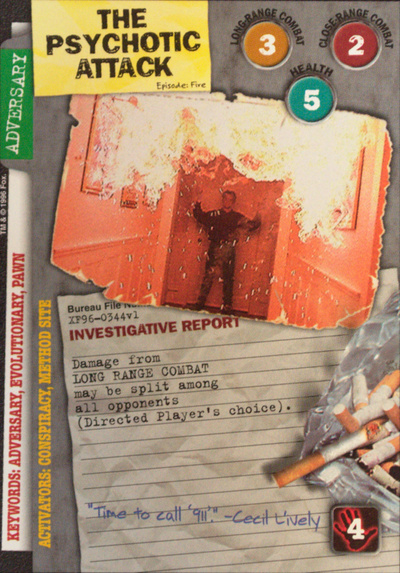 THE
PSYCHOTIC
ATTACK
Episode: Fire
LONG RANGE COMBAT
3
CLOSE RANGE COMBAT
2
HEALTH
5
ADVERSARY
TM & © 1996 Fox.
KEYWORDS: ADVERSARY, EVOLUTIONARY, PAWN
ACTIVATORS: CONSPIRACY, METHOD SITE
Bureau File
XF96-0344v1
INVESTIGATIVE REPORT
Damage from
LONG RANGE COMBAT
may be split among
all opponents
(Directed Player's choice).
"Time to call '911'." -Cecil L'ively
4